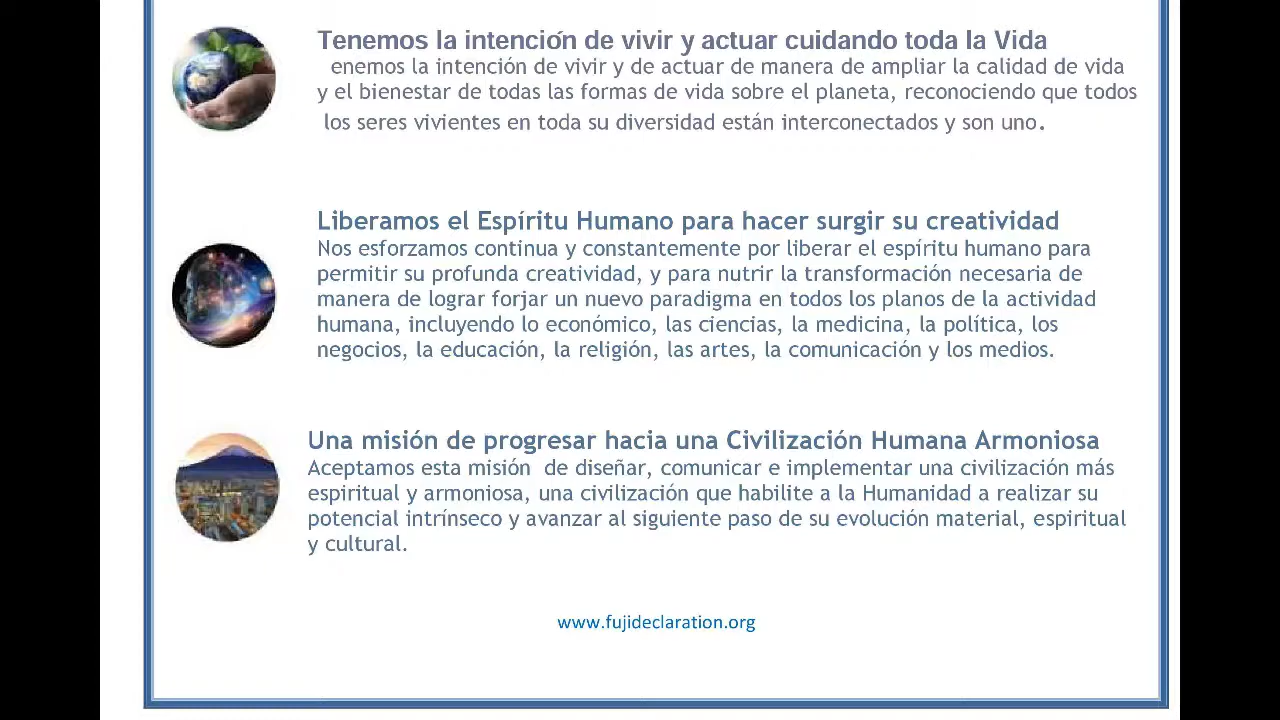 Tenemos la intención de vivir y actuar cuidando toda la Vida
enemos la intención de vivir y de actuar de manera de ampliar la calidad de vida
y el bienestar de todas las formas de vida sobre el planeta, reconociendo que todos
los seres vivientes en toda su diversidad están interconectados y son uno.
Liberamos el Espíritu Humano para hacer surgir su creatividad
Nos esforzamos continua y constantemente por liberar el espíritu humano para
permitir su profunda creatividad, y para nutrir la transformación necesaria de
manera de lograr forjar un nuevo paradigma en todos los planos de la actividad
humana, incluyendo lo económico, las ciencias, la medicina, la política, los
negocios, la educación, la religión, las artes, la comunicación y los medios.
Una misión de progresar hacia una Civilización Humana Armoniosa
Aceptamos esta misión de diseñar, comunicar e implementar una civilización más
espiritual y armoniosa, una civilización que habilite a la Humanidad a realizar su
potencial intrínseco y avanzar al siguiente paso de su evolución material, espiritual
y cultural.
www.fujideclaration.org